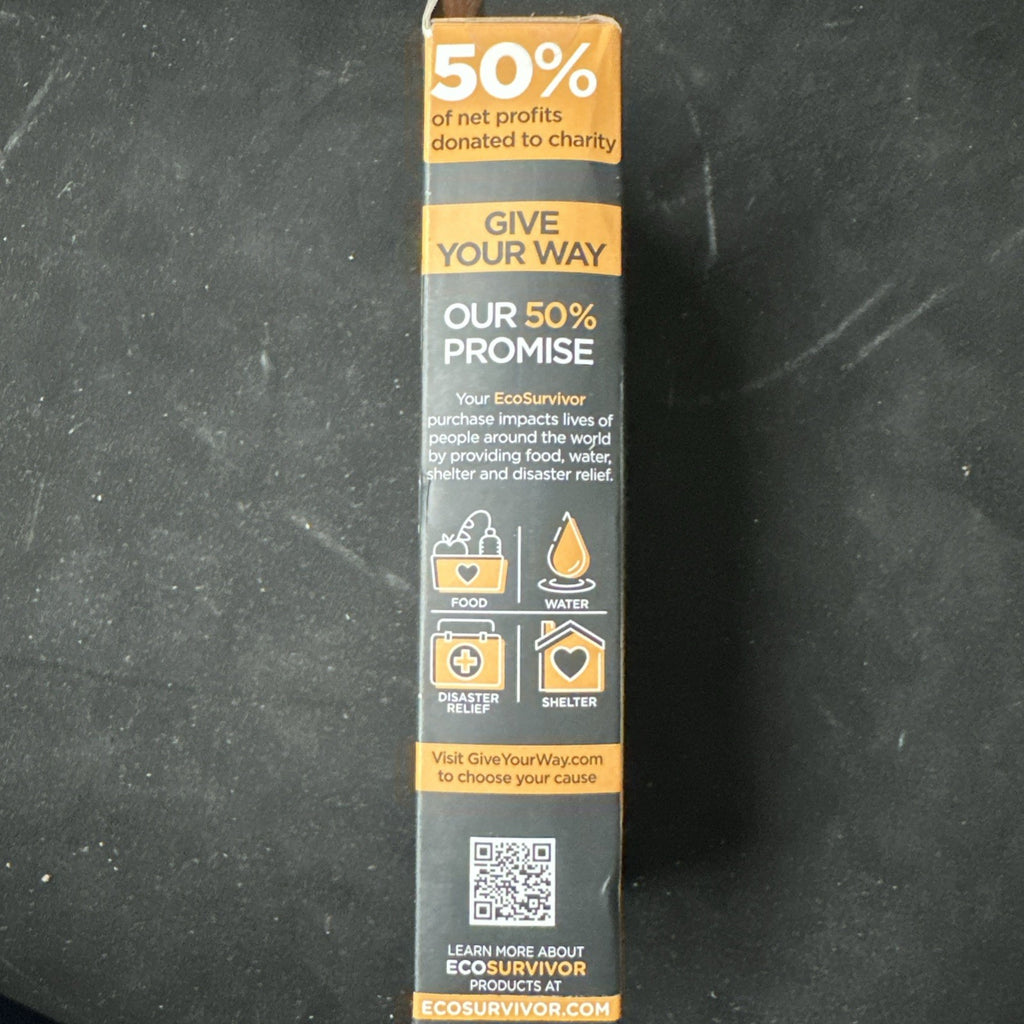 50%
of net profits
donated to charity
GIVE
YOUR WAY
OUR 50%
PROMISE
Your EcoSurvivor
purchase impacts lives of
people around the world
by providing food, water,
shelter and disaster relief.
FOOD
WATER
DISASTER
RELIEF
SHELTER
Visit GiveYourWay.com
to choose your cause
LEARN MORE ABOUT
ECOSURVIVOR
PRODUCTS AT
ECOSURVIVOR.COM